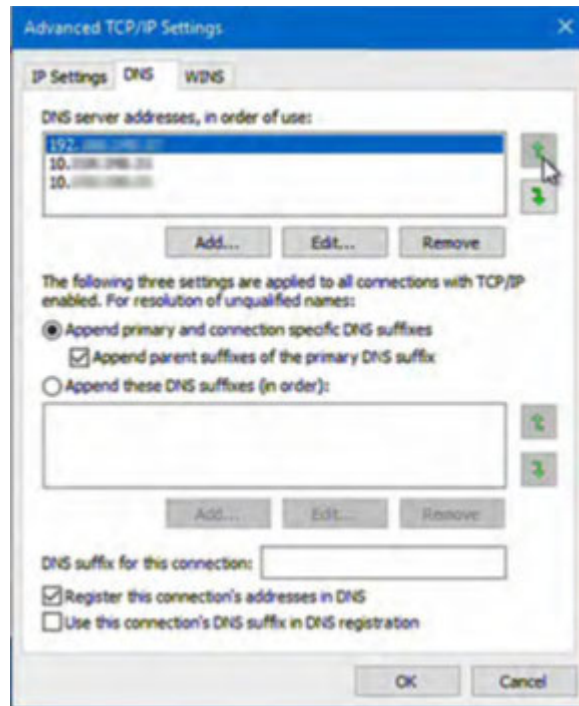 Advanced TCP/IP Settings
IP Settings DNS WINS
DNS server addresses, in order of use:
192.
10.
10.
Add... Edit... Remove
The following three settings are applied to all connections with TCP/IP
enabled. For resolution of unqualified names:
Append primary and connection specific DNS suffixes
Append parent suffixes of the primary DNS suffix
Append these DNS suffixes (in order):
Add... Edit... Remove
DNS suffix for this connection:
Register this connection's addresses in DNS
Use this connection's DNS suffix in DNS registration
OK Cancel